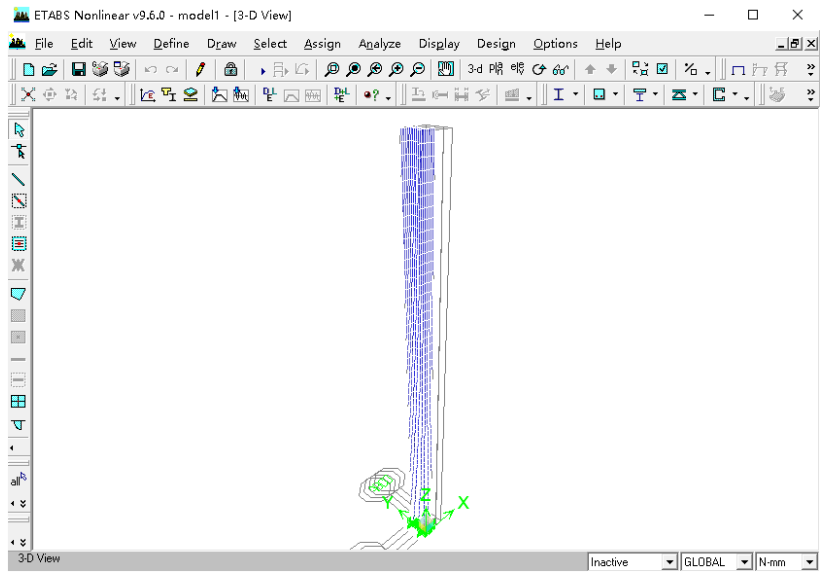 ETABS Nonlinear v9.6.0 - model1 - [3-D View]
File Edit View Define Draw Select Assign Analyze Display Design Options Help
3-d
all
Y Z X
3-D View
Inactive GLOBAL N-mm